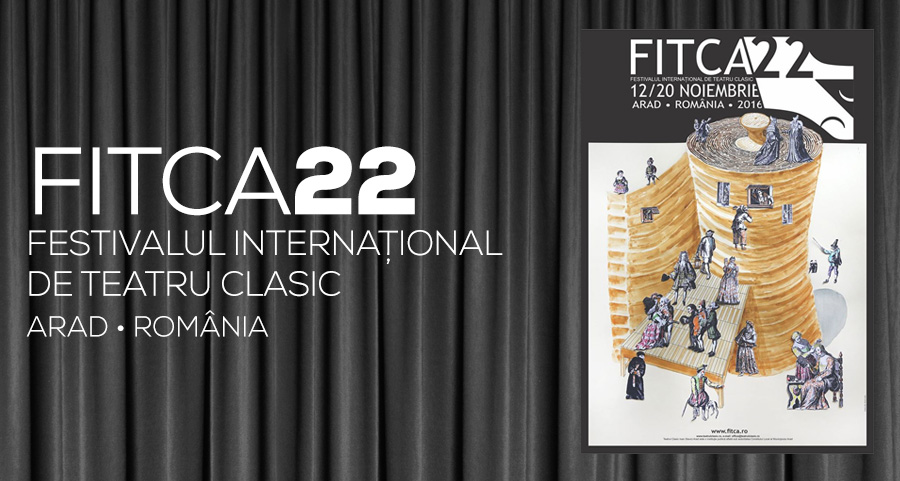 FITCA22
FESTIVALUL INTERNAȚIONAL
DE TEATRU CLASIC
ARAD • ROMÂNIA
FITCA22
FESTIVALUL INTERNAȚIONAL DE TEATRU CLASIC
12/20 NOIEMBRIE
ARAD • ROMÂNIA • 2016
www.fitca.ro